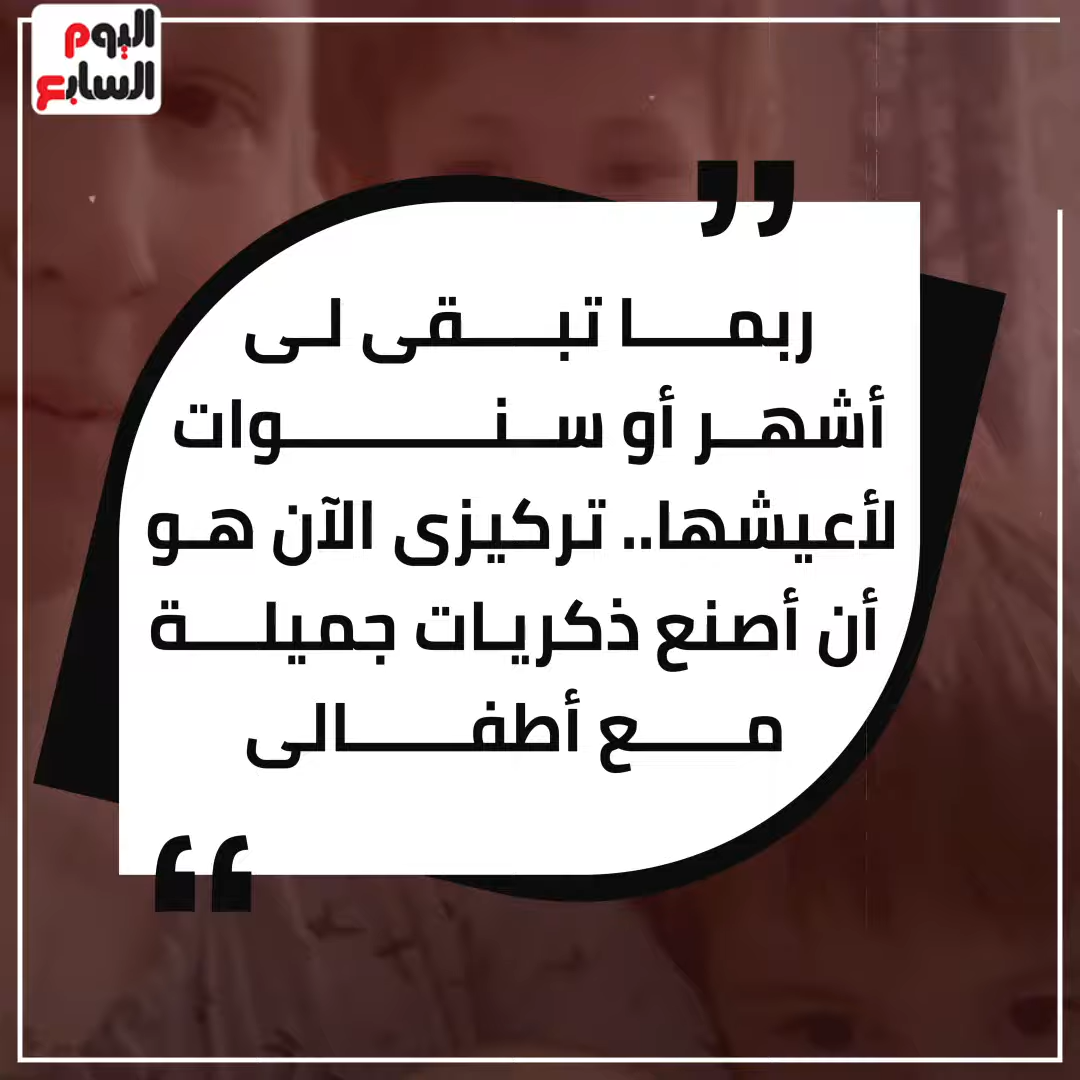 اليوم
السابع
ربما تبقى لى
أشهر أو سنوات
لأعيشها.. تركيزى الآن هو
أن أصنع ذكريات جميلة
مع أطفالى